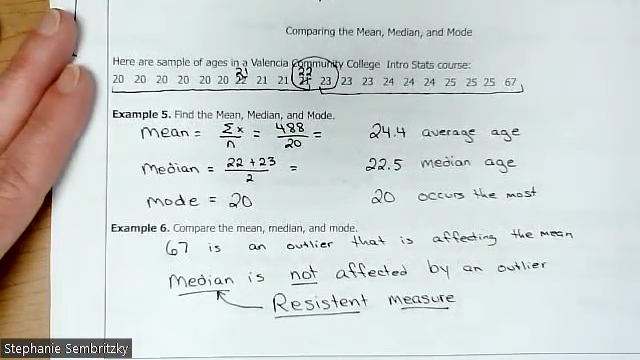 Comparing the Mean, Median, and Mode
Here are sample of ages in a Valencia Community College Intro Stats course:
21 22
20 20 20 20 20 20 21 21 23 23 23 24 24 24 25 25 25 67
Example 5. Find the Mean, Median, and Mode.
mean = Σx/n = 488/20 = 24.4 average age
median = 22+23/2 = 22.5 median age
mode = 20 20 occurs the most
Example 6. Compare the mean, median, and mode.
67 is an outlier that is affecting the mean
Median is not affected by an outlier
Resistent measure
Stephanie Sembritzky